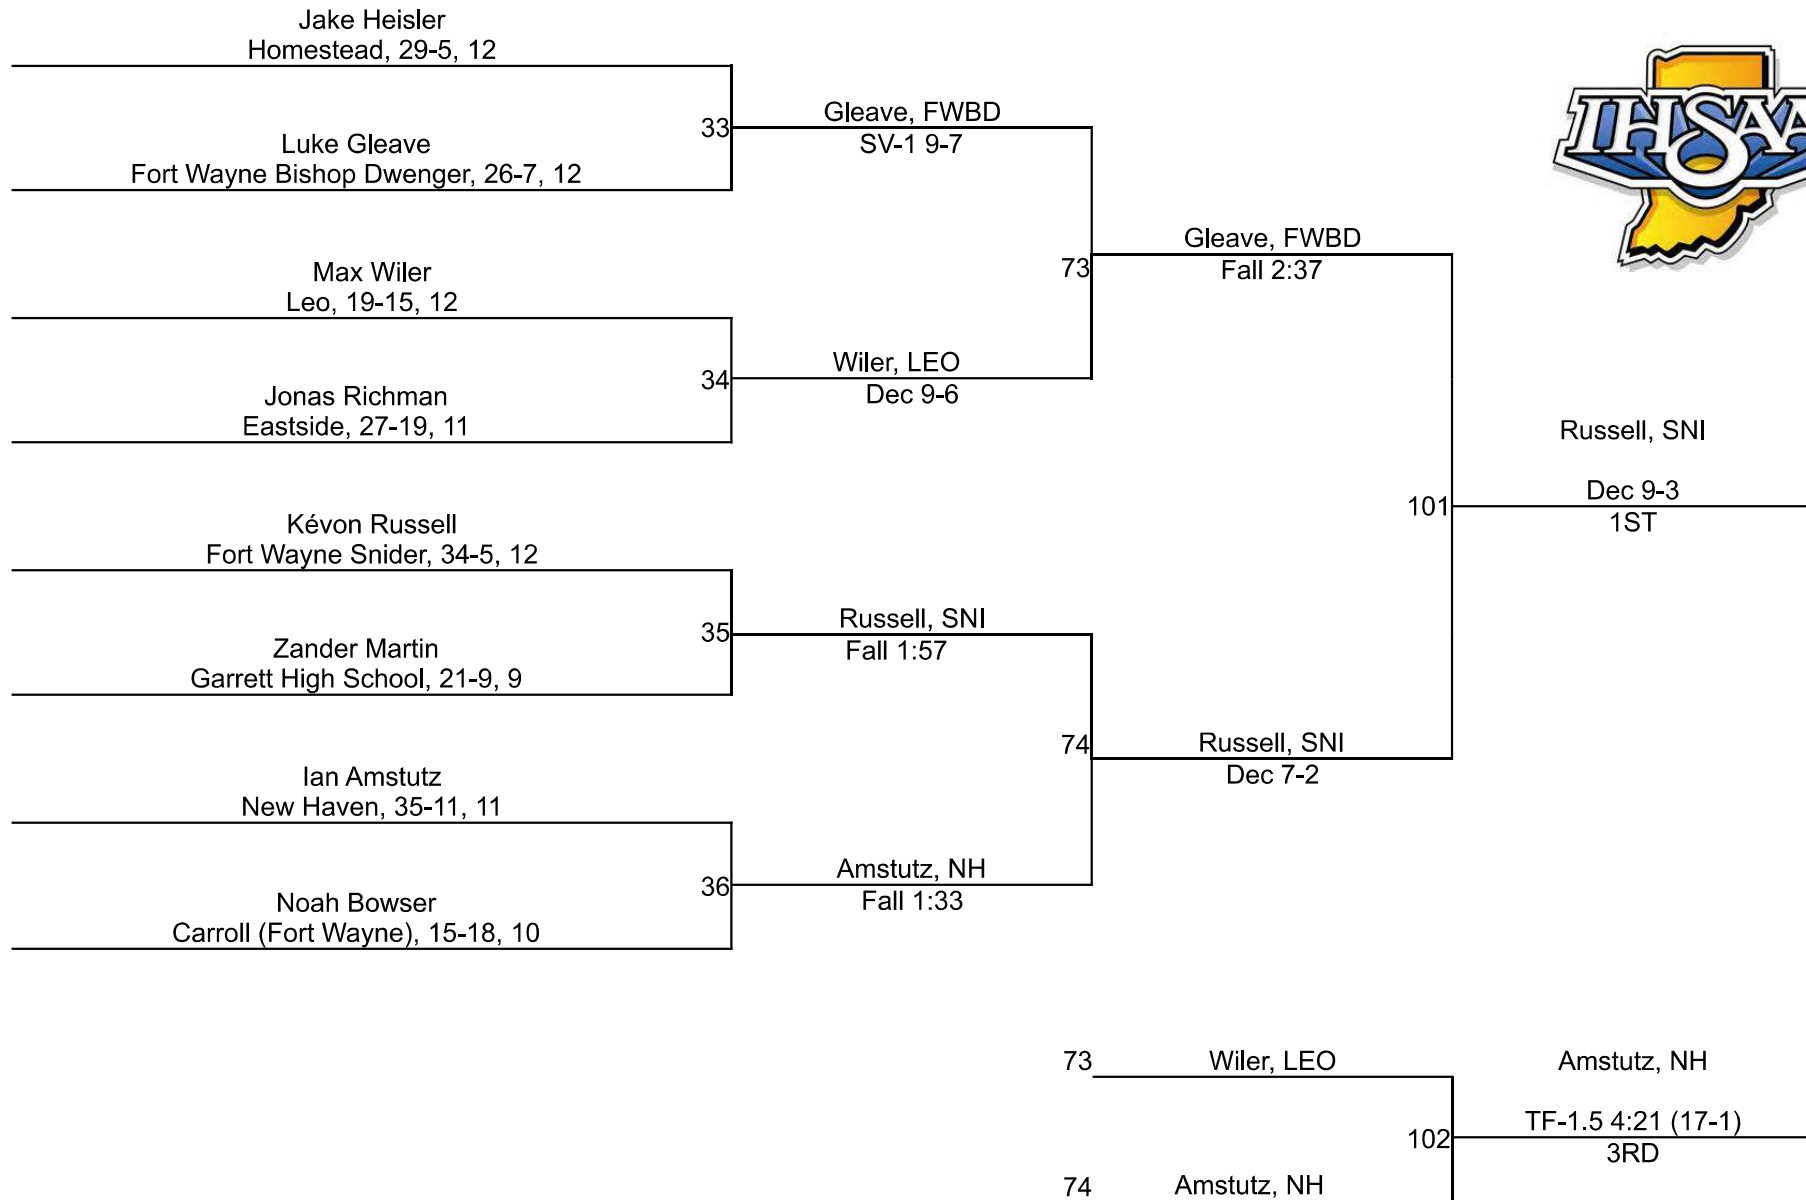 Jake Heisler
Homestead, 29-5, 12
33
Luke Gleave
Fort Wayne Bishop Dwenger, 26-7, 12
Gleave, FWBD
SV-1 9-7
Max Wiler
Leo, 19-15, 12
34
Jonas Richman
Eastside, 27-19, 11
Wiler, LEO
Dec 9-6
73
Gleave, FWBD
Fall 2:37
Kévon Russell
Fort Wayne Snider, 34-5, 12
35
Zander Martin
Garrett High School, 21-9, 9
Russell, SNI
Fall 1:57
Ian Amstutz
New Haven, 35-11, 11
36
Noah Bowser
Carroll (Fort Wayne), 15-18, 10
Amstutz, NH
Fall 1:33
74
Russell, SNI
Dec 7-2
101
Russell, SNI
Dec 9-3
1ST
IHSAA
73
Wiler, LEO
74
Amstutz, NH
102
Amstutz, NH
TF-1.5 4:21 (17-1)
3RD